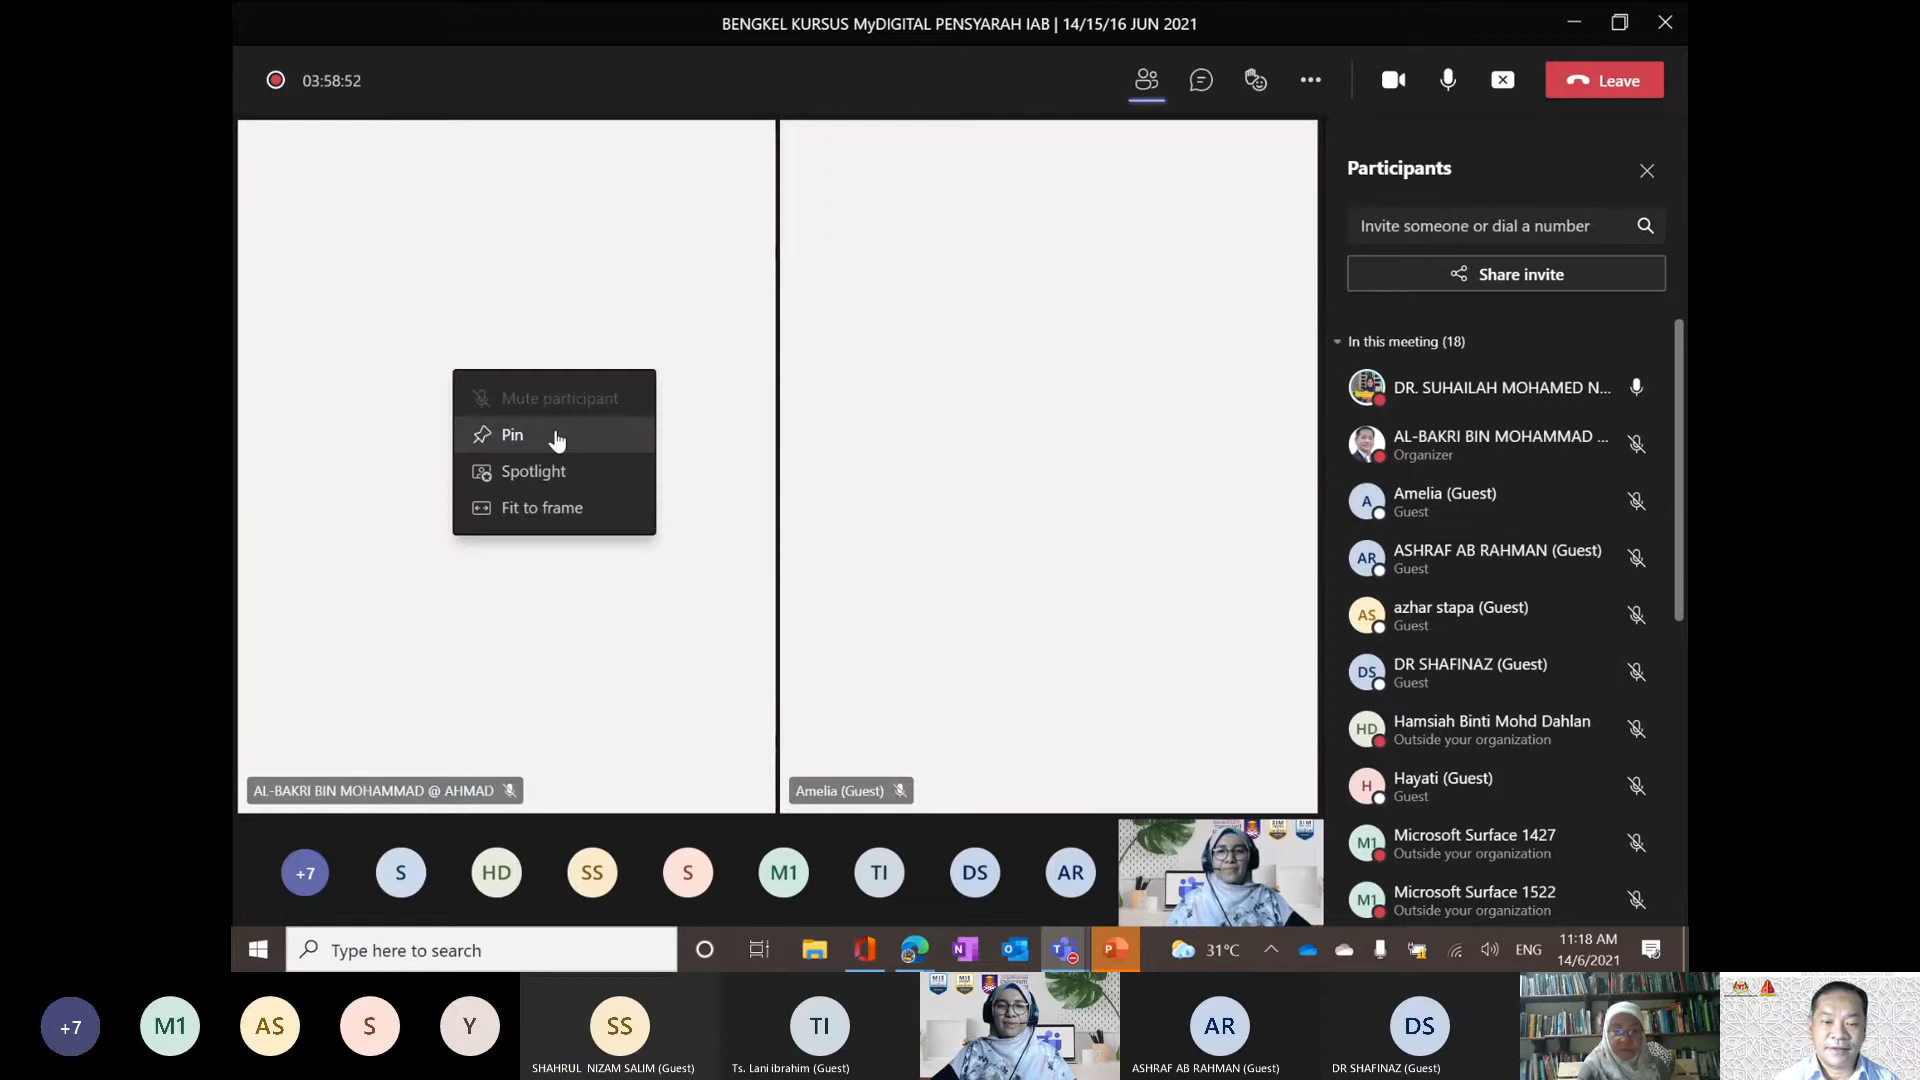 BENGKEL KURSUS MyDIGITAL PENSYARAH IAB | 14/15/16 JUN 2021
03:58:52
Leave
Participants
Invite someone or dial a number
Share invite
In this meeting (18)
DR. SUHAILAH MOHAMED N...
AL-BAKRI BIN MOHAMMAD ...
Organizer
A
Amelia (Guest)
Guest
AR
ASHRAF AB RAHMAN (Guest)
Guest
AS
azhar stapa (Guest)
Guest
DS
DR SHAFINAZ (Guest)
Guest
HD
Hamsiah Binti Mohd Dahlan
Outside your organization
H
Hayati (Guest)
Guest
M1
Microsoft Surface 1427
Outside your organization
M1
Microsoft Surface 1522
Outside your organization
Mute participant
Pin
Spotlight
Fit to frame
AL-BAKRI BIN MOHAMMAD @ AHMAD
Amelia (Guest)
+7 S HD SS S M1 TI DS AR
Type here to search
31°C
ENG
11:18 AM
14/6/2021
+7 M1 AS S Y SS TI AR DS
SHAHRUL NIZAM SALIM (Guest)
Ts. Lani ibrahim (Guest)
ASHRAF AB RAHMAN (Guest)
DR SHAFINAZ (Guest)